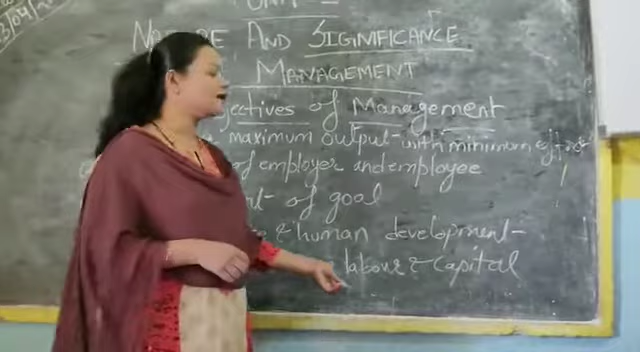 UNIT - I
NATURE AND SIGNIFICANCE
MANAGEMENT
jectives of Management
maximum output with minimum effort
of employer and employee
t of goal
& human development
labour & capital